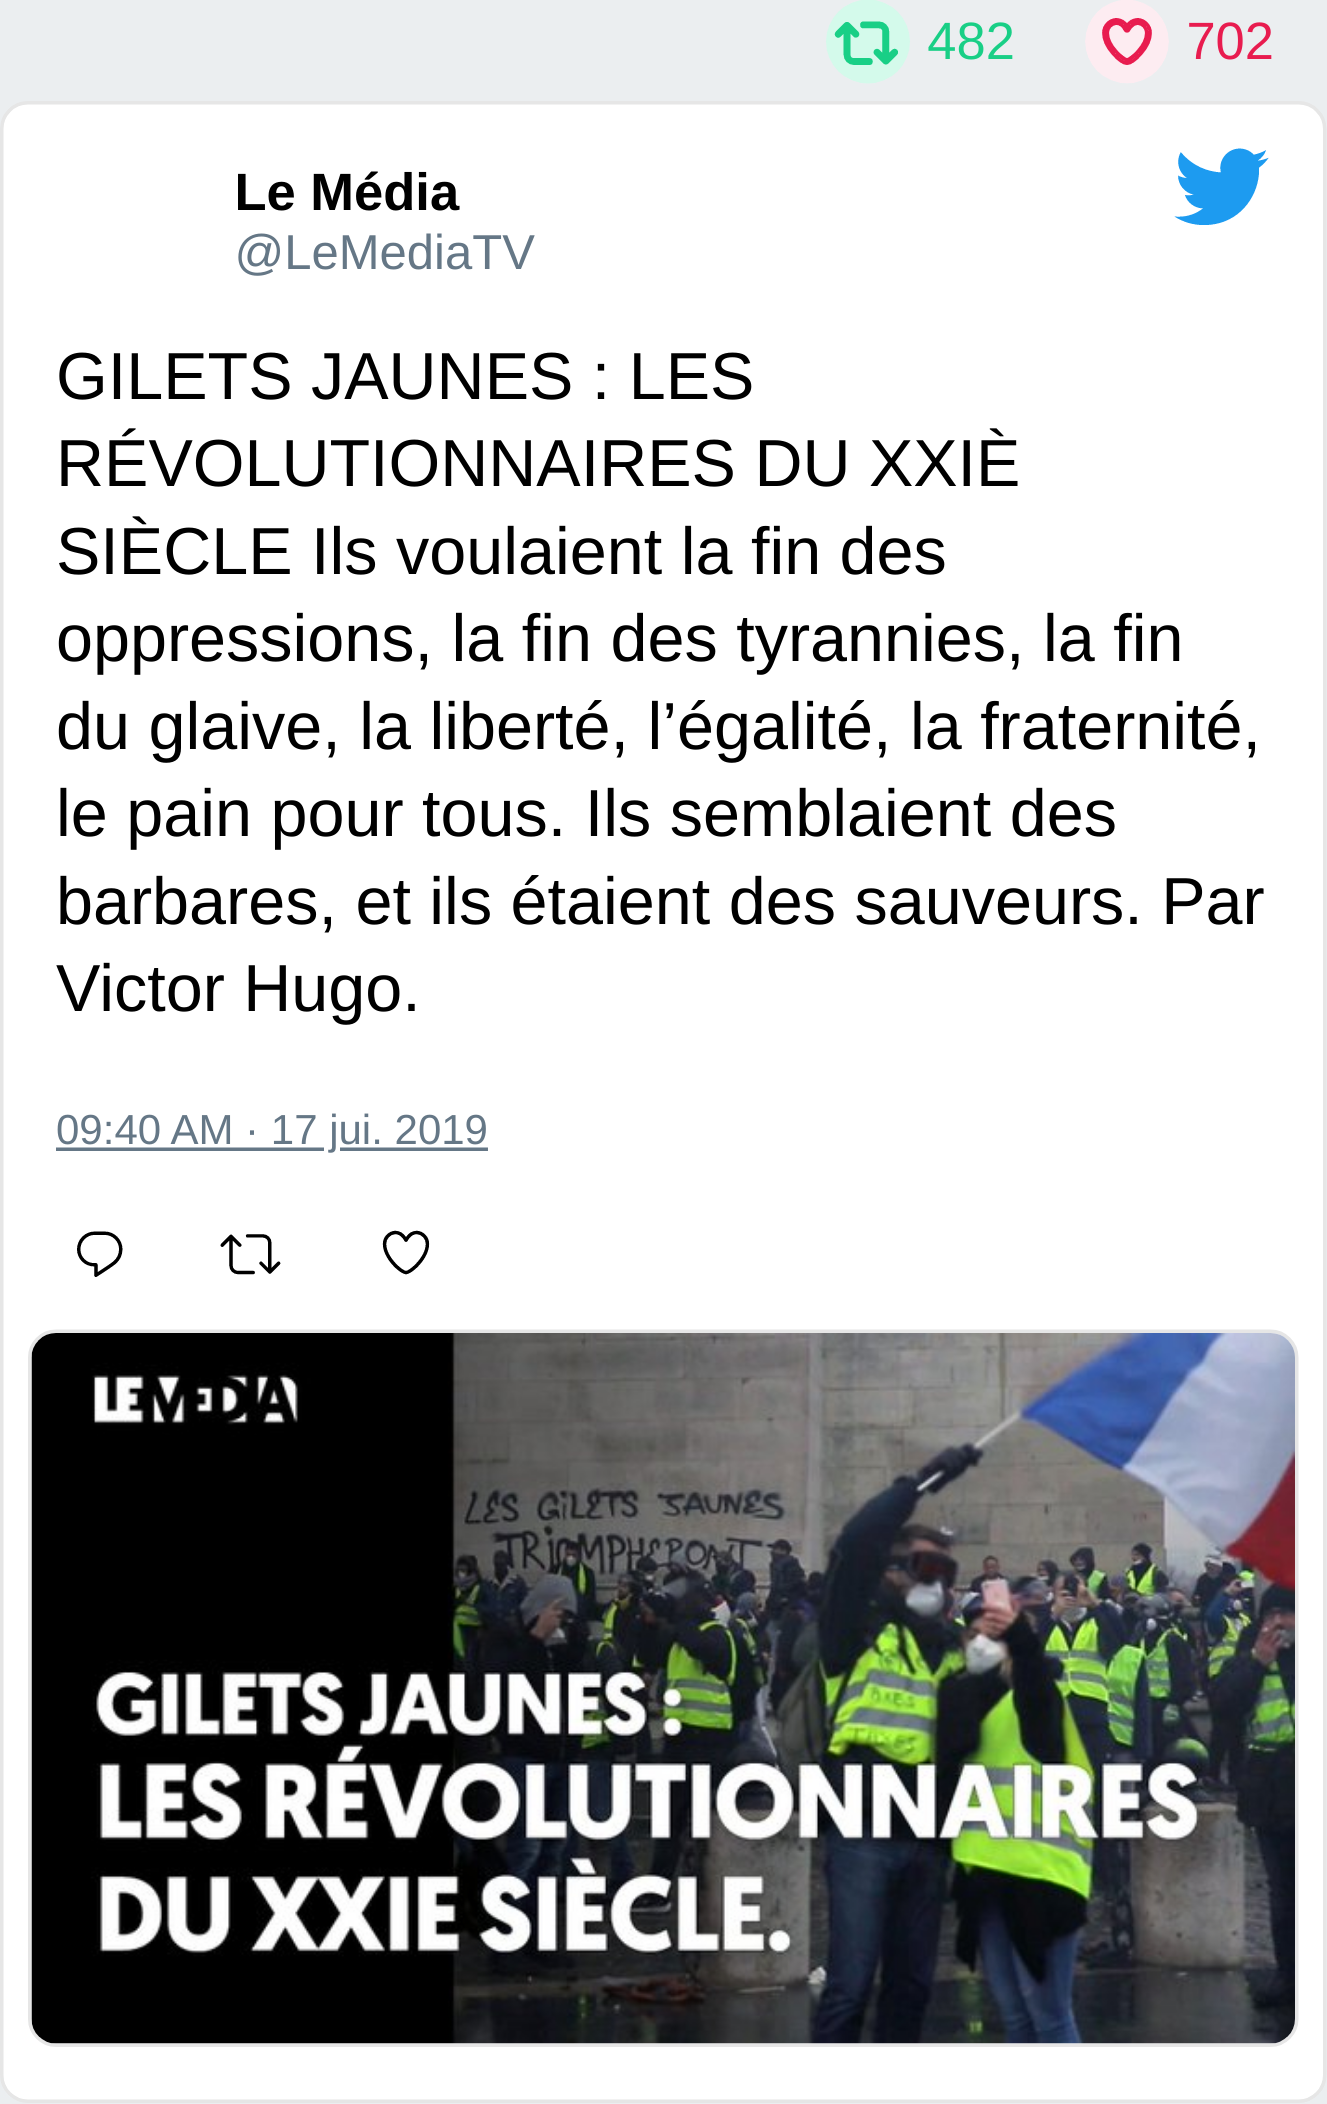 482 702
Le Média
@LeMediaTV
GILETS JAUNES : LES
RÉVOLUTIONNAIRES DU XXIÈ
SIÈCLE Ils voulaient la fin des
oppressions, la fin des tyrannies, la fin
du glaive, la liberté, l’égalité, la fraternité,
le pain pour tous. Ils semblaient des
barbares, et ils étaient des sauveurs. Par
Victor Hugo.
09:40 AM · 17 jui. 2019
LE MEDIA
LES GILETS JAUNES
TRIOMPHERONT
GILETS JAUNES :
LES RÉVOLUTIONNAIRES
DU XXIE SIÈCLE.